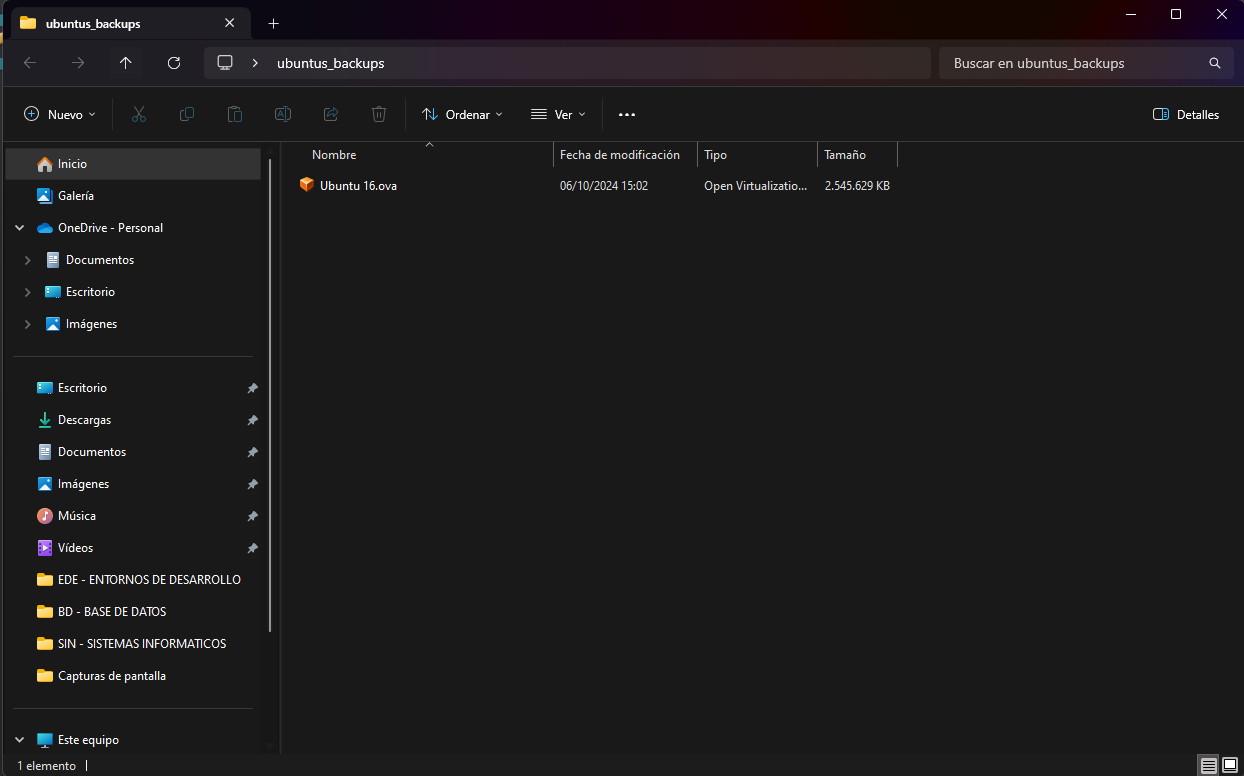 ubuntus_backups
ubuntus_backups
Buscar en ubuntus_backups
Nuevo
Ordenar
Ver
Detalles
Nombre Fecha de modificación Tipo Tamaño
Ubuntu 16.ova 06/10/2024 15:02 Open Virtualizatio... 2.545.629 KB
Inicio
Galería
OneDrive - Personal
Documentos
Escritorio
Imágenes
Escritorio
Descargas
Documentos
Imágenes
Música
Vídeos
EDE - ENTORNOS DE DESARROLLO
BD - BASE DE DATOS
SIN - SISTEMAS INFORMATICOS
Capturas de pantalla
Este equipo
1 elemento